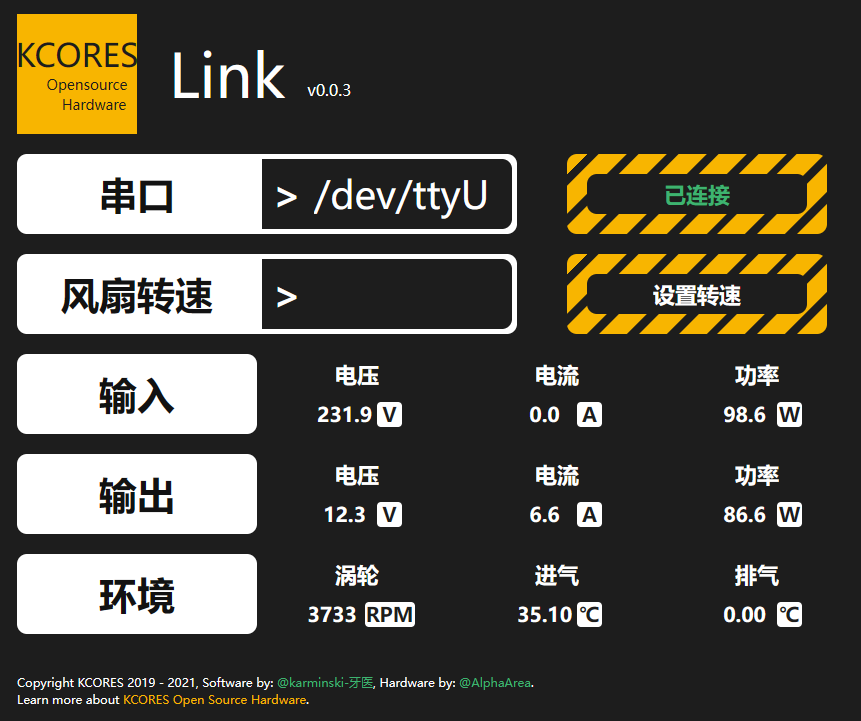 KCORES
Opensource
Hardware
Link v0.0.3
串口 > /dev/ttyU 已连接
风扇转速 > 设置转速
输入
电压 电流 功率
231.9 V 0.0 A 98.6 W
输出
电压 电流 功率
12.3 V 6.6 A 86.6 W
环境
涡轮 进气 排气
3733 RPM 35.10 ℃ 0.00 ℃
Copyright KCORES 2019 - 2021, Software by: @karminski-牙医, Hardware by: @AlphaArea.
Learn more about KCORES Open Source Hardware.